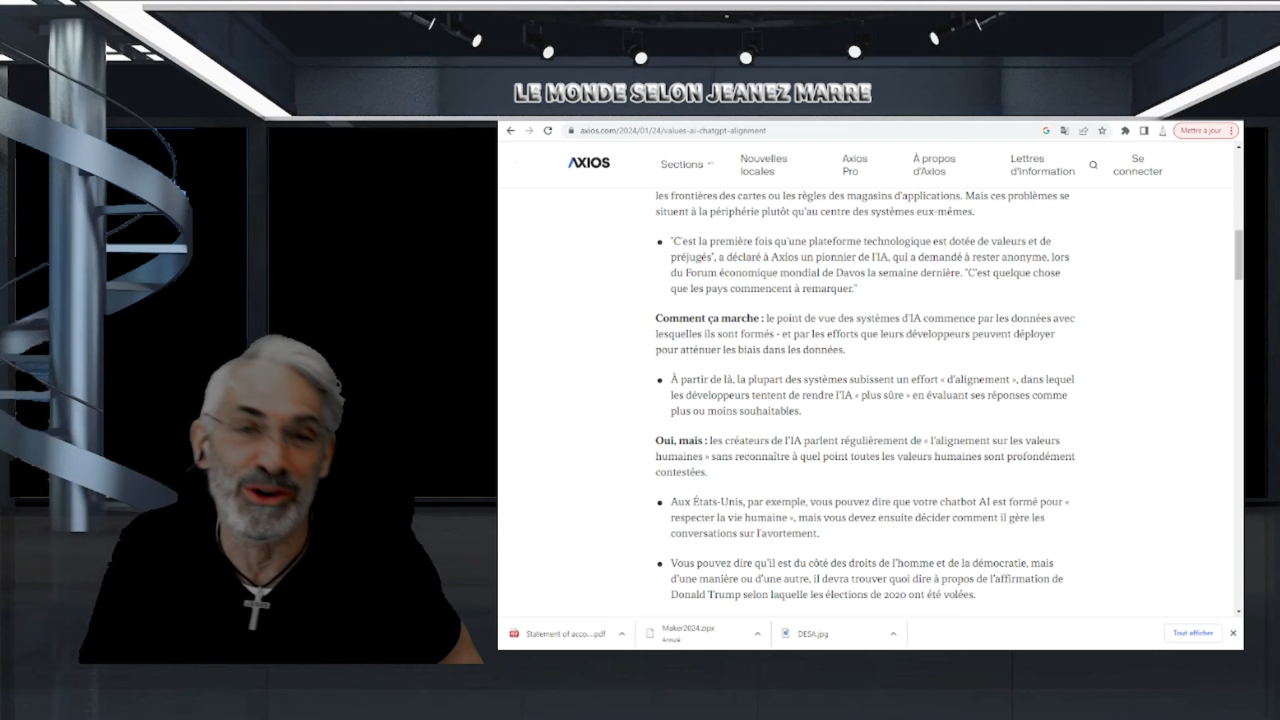 LE MONDE SELON JEANEZ MARRE
axios.com/2024/01/24/values-ai-chatgpt-alignment
Mettre à jour
AXIOS
Sections
Nouvelles locales
Axios Pro
À propos d'Axios
Lettres d'information
Se connecter
les frontières des cartes ou les règles des magasins d'applications. Mais ces problèmes se
situent à la périphérie plutôt qu'au centre des systèmes eux-mêmes.
• "C'est la première fois qu'une plateforme technologique est dotée de valeurs et de
préjugés", a déclaré à Axios un pionnier de l'IA, qui a demandé à rester anonyme, lors
du Forum économique mondial de Davos la semaine dernière. "C'est quelque chose
que les pays commencent à remarquer."
Comment ça marche : le point de vue des systèmes d'IA commence par les données avec
lesquelles ils sont formés - et par les efforts que leurs développeurs peuvent déployer
pour atténuer les biais dans les données.
• À partir de là, la plupart des systèmes subissent un effort « d'alignement », dans lequel
les développeurs tentent de rendre l'IA « plus sûre » en évaluant ses réponses comme
plus ou moins souhaitables.
Oui, mais : les créateurs de l'IA parlent régulièrement de « l'alignement sur les valeurs
humaines » sans reconnaître à quel point toutes les valeurs humaines sont profondément
contestées.
• Aux États-Unis, par exemple, vous pouvez dire que votre chatbot AI est formé pour «
respecter la vie humaine », mais vous devez ensuite décider comment il gère les
conversations sur l'avortement.
• Vous pouvez dire qu'il est du côté des droits de l'homme et de la démocratie, mais
d'une manière ou d'une autre, il devra trouver quoi dire à propos de l'affirmation de
Donald Trump selon laquelle les élections de 2020 ont été volées.
Statement of acco....pdf
Maker2024.zipx
Annulé
DESA.jpg
Tout afficher